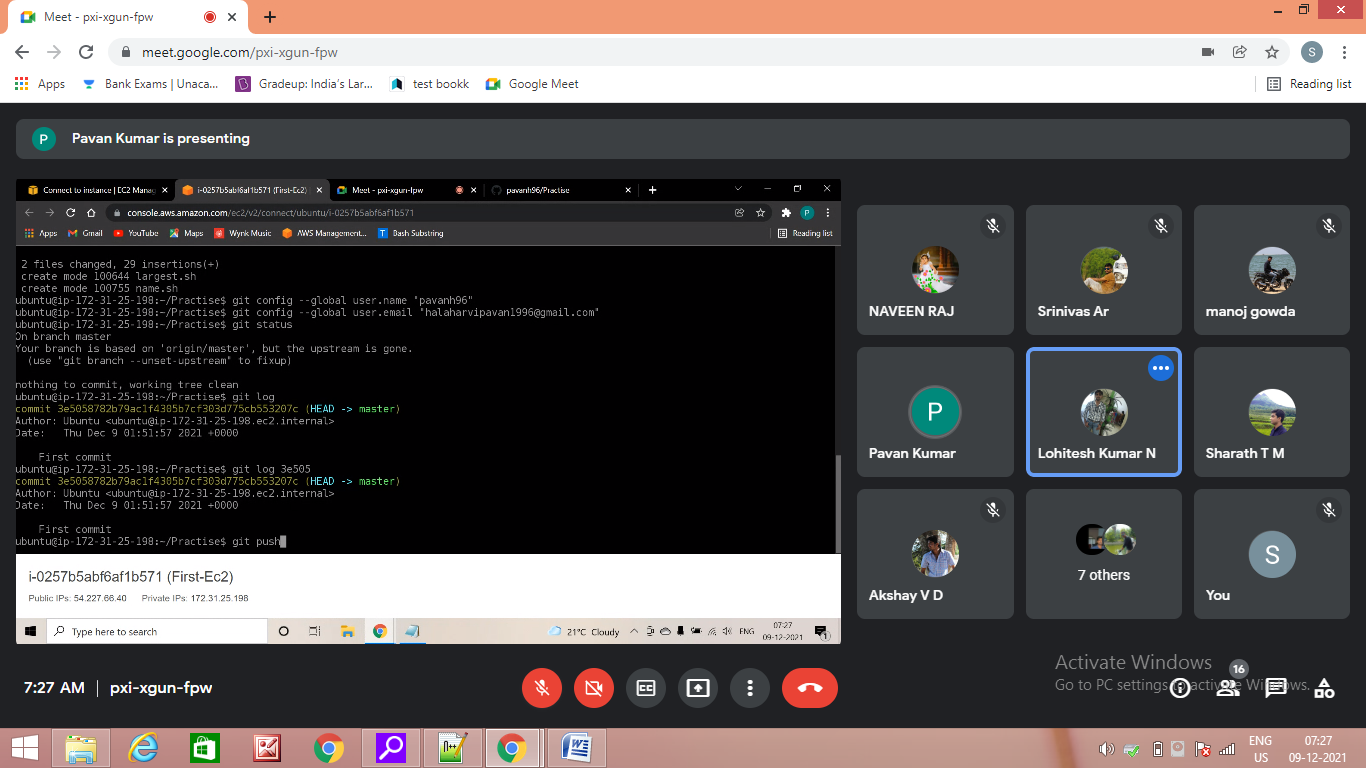 Meet - pxi-xgun-fpw
meet.google.com/pxi-xgun-fpw
S
Apps
Bank Exams | Unaca...
Gradeup: India's Lar...
test bookk
Google Meet
Reading list
P
Pavan Kumar is presenting
Connect to instance | EC2 Mana
i-0257b5abf6af1b571 (First-Ec2)
Meet - pxi-xgun-fpw
pavanh96/Practise
console.aws.amazon.com/ec2/v2/connect/ubuntu/i-0257b5abf6af1b571
P
Apps
Gmail
YouTube
Maps
Wynk Music
AWS Management...
Bash Substring
Reading list
2 files changed, 29 insertions(+)
create mode 100644 largest.sh
create mode 100755 name.sh
ubuntu@ip-172-31-25-198:~/Practise$ git config --global user.name "pavanh96"
ubuntu@ip-172-31-25-198:~/Practise$ git config --global user.email "halaharvipavan1996@gmail.com"
ubuntu@ip-172-31-25-198:~/Practise$ git status
On branch master
Your branch is based on 'origin/master', but the upstream is gone.
(use "git branch --unset-upstream" to fixup)
nothing to commit, working tree clean
ubuntu@ip-172-31-25-198:~/Practise$ git log
commit 3e5058782b79ac1f4305b7cf303d775cb553207c (HEAD -> master)
Author: Ubuntu <ubuntu@ip-172-31-25-198.ec2.internal>
Date: Thu Dec 9 01:51:57 2021 +0000
First commit
ubuntu@ip-172-31-25-198:~/Practise$ git log 3e505
commit 3e5058782b79ac1f4305b7cf303d775cb553207c (HEAD -> master)
Author: Ubuntu <ubuntu@ip-172-31-25-198.ec2.internal>
Date: Thu Dec 9 01:51:57 2021 +0000
First commit
ubuntu@ip-172-31-25-198:~/Practise$ git push
i-0257b5abf6af1b571 (First-Ec2)
Public IPs: 54.227.66.40 Private IPs: 172.31.25.198
Type here to search
21°C Cloudy
ENG
07:27
09-12-2021
1
NAVEEN RAJ
Srinivas Ar
manoj gowda
P
Pavan Kumar
Lohitesh Kumar N
Sharath T M
Akshay V D
7 others
S
You
7:27 AM | pxi-xgun-fpw
16
Activate Windows
Go to PC settings to activate Windows.
ENG
US
07:27
09-12-2021